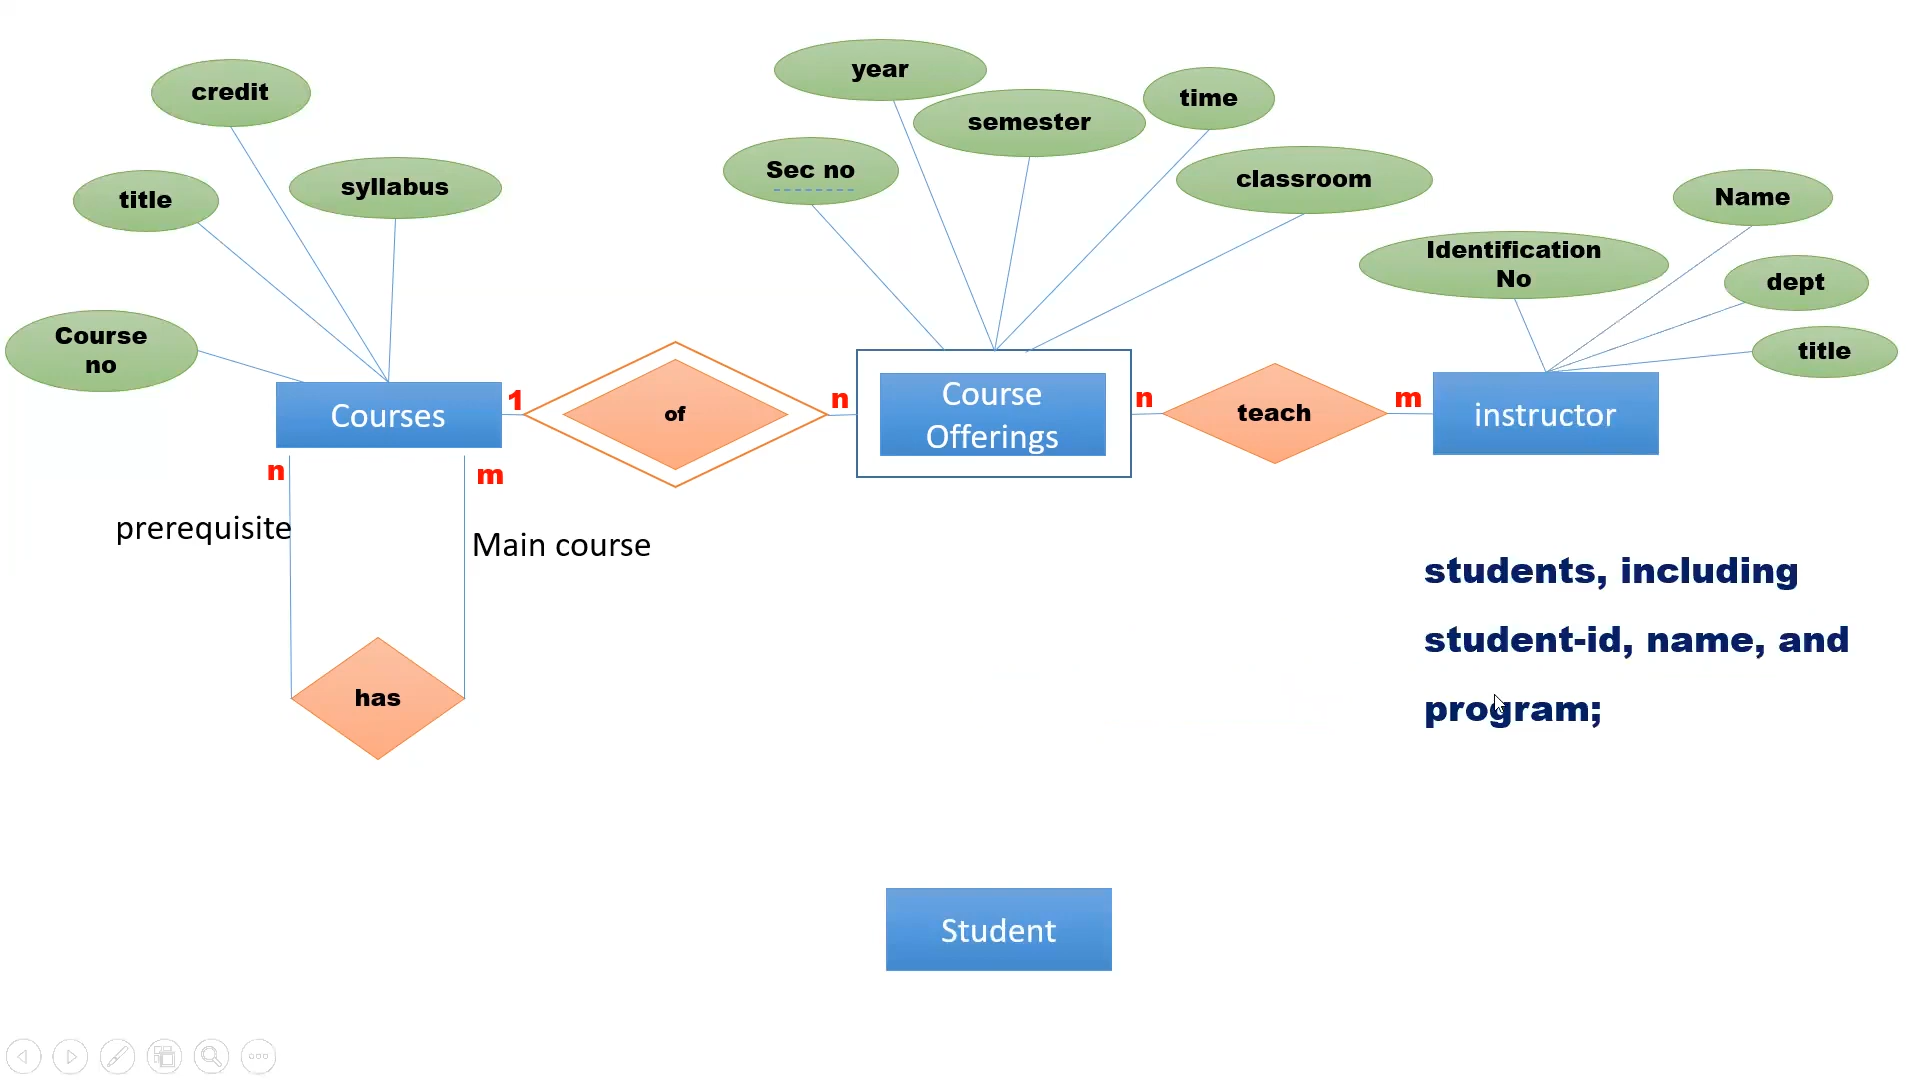 year
credit
time
semester
Sec no
classroom
syllabus
title
Name
Identification
No
dept
Course
no
title
Courses
1
of
n
Course
Offerings
n
teach
m
instructor
n
m
prerequisite
Main course
students, including
student-id, name, and
program;
has
Student